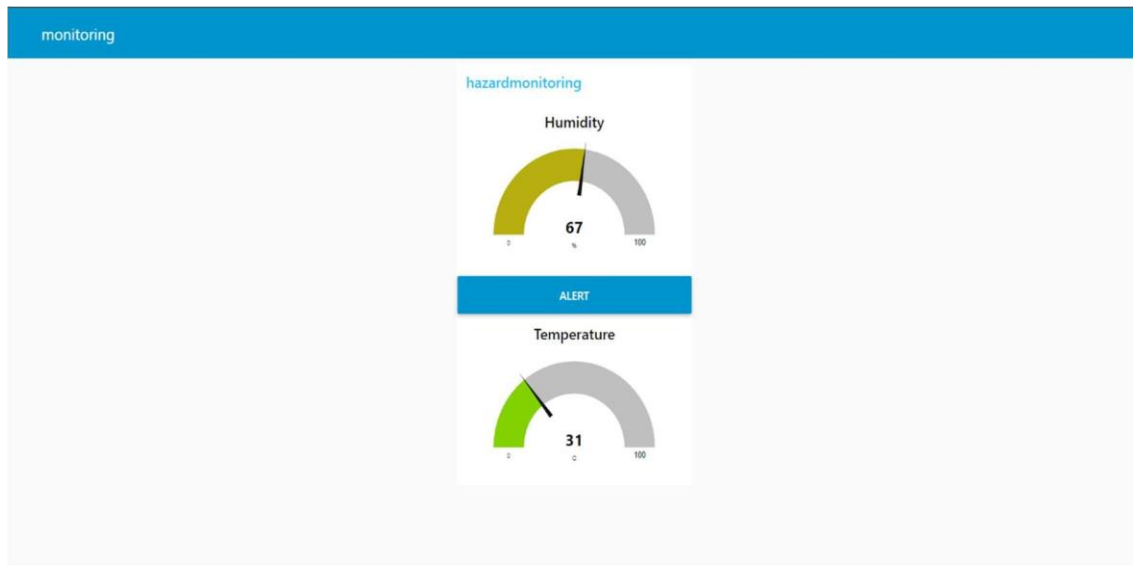 monitoring
hazardmonitoring
Humidity
67
0 % 100
ALERT
Temperature
31
0 C 100